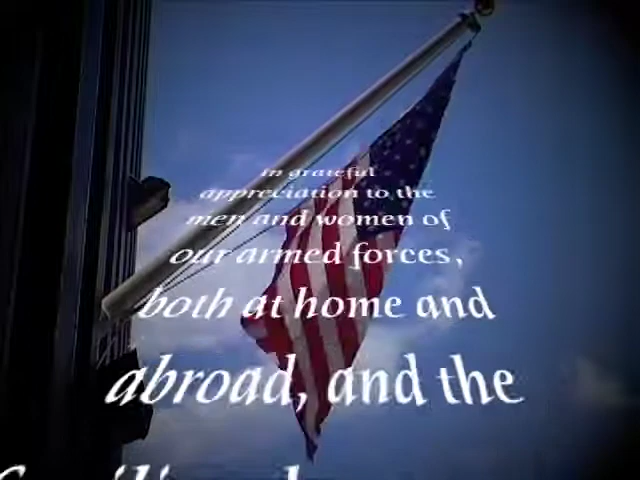 in grateful
appreciation to the
men and women of
our armed forces,
both at home and
abroad, and the